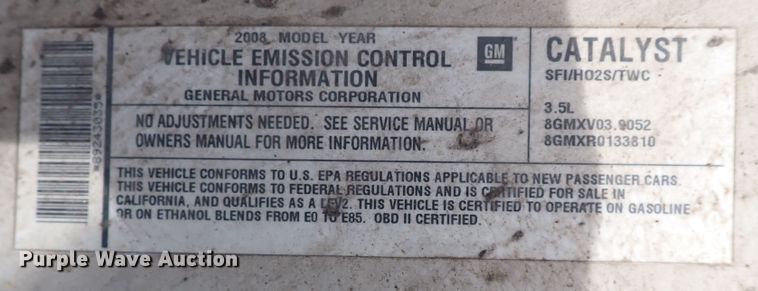 2008 MODEL YEAR
VEHICLE EMISSION CONTROL
INFORMATION
GENERAL MOTORS CORPORATION
GM
CATALYST
SFI/HO2S/TWC
NO ADJUSTMENTS NEEDED. SEE SERVICE MANUAL OR
OWNERS MANUAL FOR MORE INFORMATION.
3.5L
8GMXV03.9052
8GMXR0133810
THIS VEHICLE CONFORMS TO U.S. EPA REGULATIONS APPLICABLE TO NEW PASSENGER CARS.
THIS VEHICLE CONFORMS TO FEDERAL REGULATIONS AND IS CERTIFIED FOR SALE IN
CALIFORNIA, AND QUALIFIES AS A LEV2. THIS VEHICLE IS CERTIFIED TO OPERATE ON GASOLINE
OR ON ETHANOL BLENDS FROM E0 TO E85. OBD II CERTIFIED.
*89243835*
Purple Wave Auction